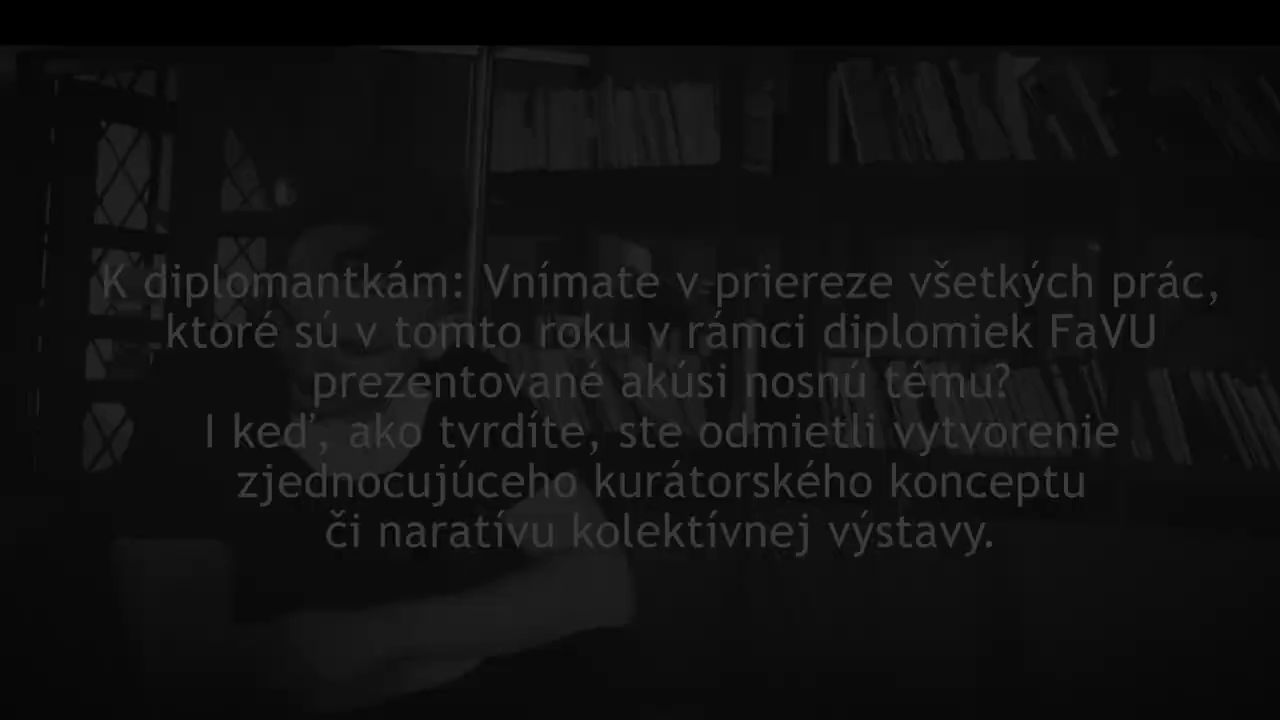 K diplomantkám: Vnímate v priereze všetkých prác,
ktoré sú v tomto roku v rámci diplomiek FaVU
prezentované akúsi nosnú tému?
I keď, ako tvrdíte, ste odmietli vytvorenie
zjednocujúceho kurátorského konceptu
či naratívu kolektívnej výstavy.